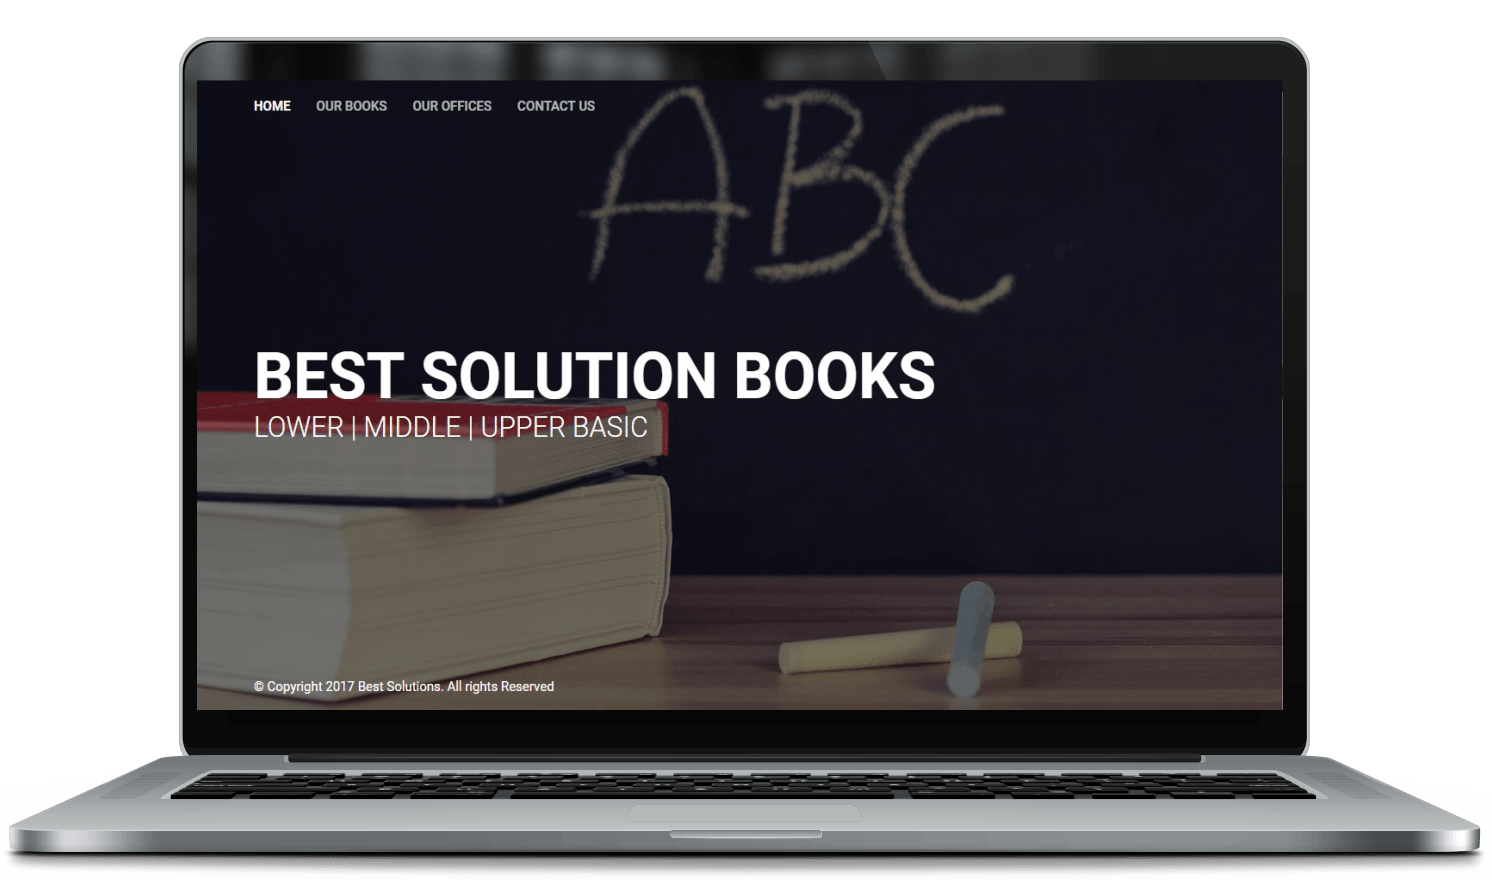 HOME OUR BOOKS OUR OFFICES CONTACT US
ABC
BEST SOLUTION BOOKS
LOWER | MIDDLE | UPPER BASIC
© Copyright 2017 Best Solutions. All rights Reserved